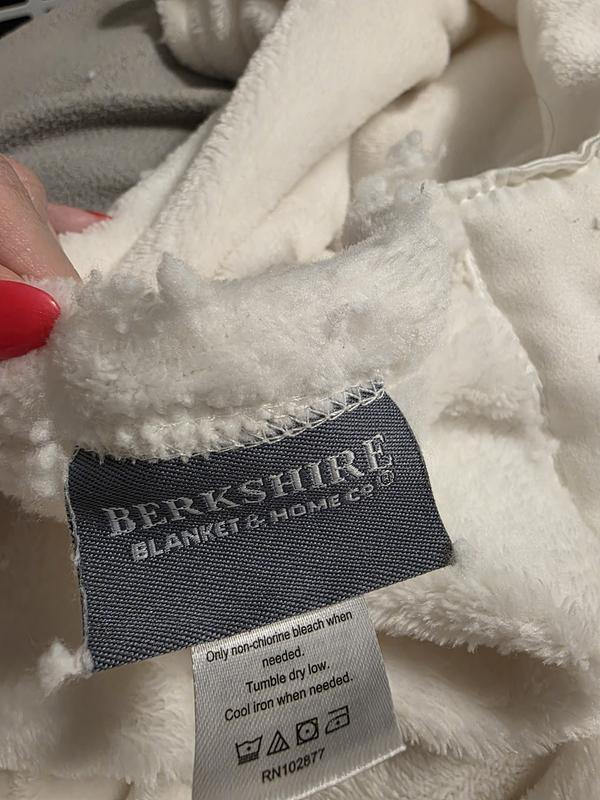 BERKSHIRE
BLANKET & HOME CO®
Only non-chlorine bleach when
needed.
Tumble dry low.
Cool iron when needed.
RN102877